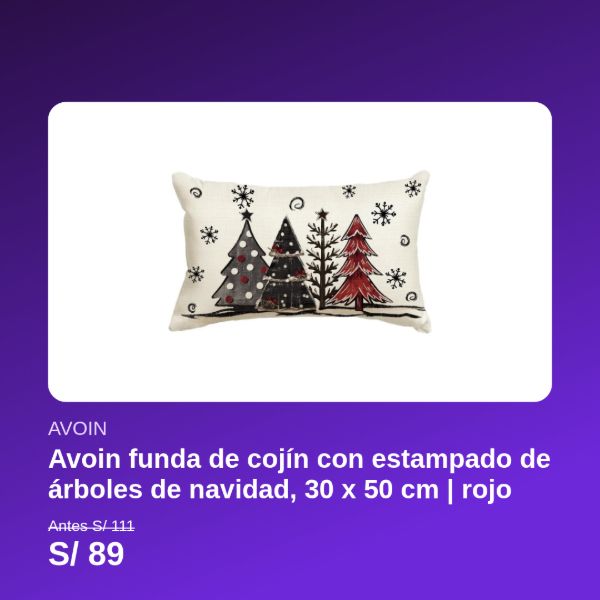 AVOIN
Avoin funda de cojín con estampado de
árboles de navidad, 30 x 50 cm | rojo
Antes S/ 111
S/ 89